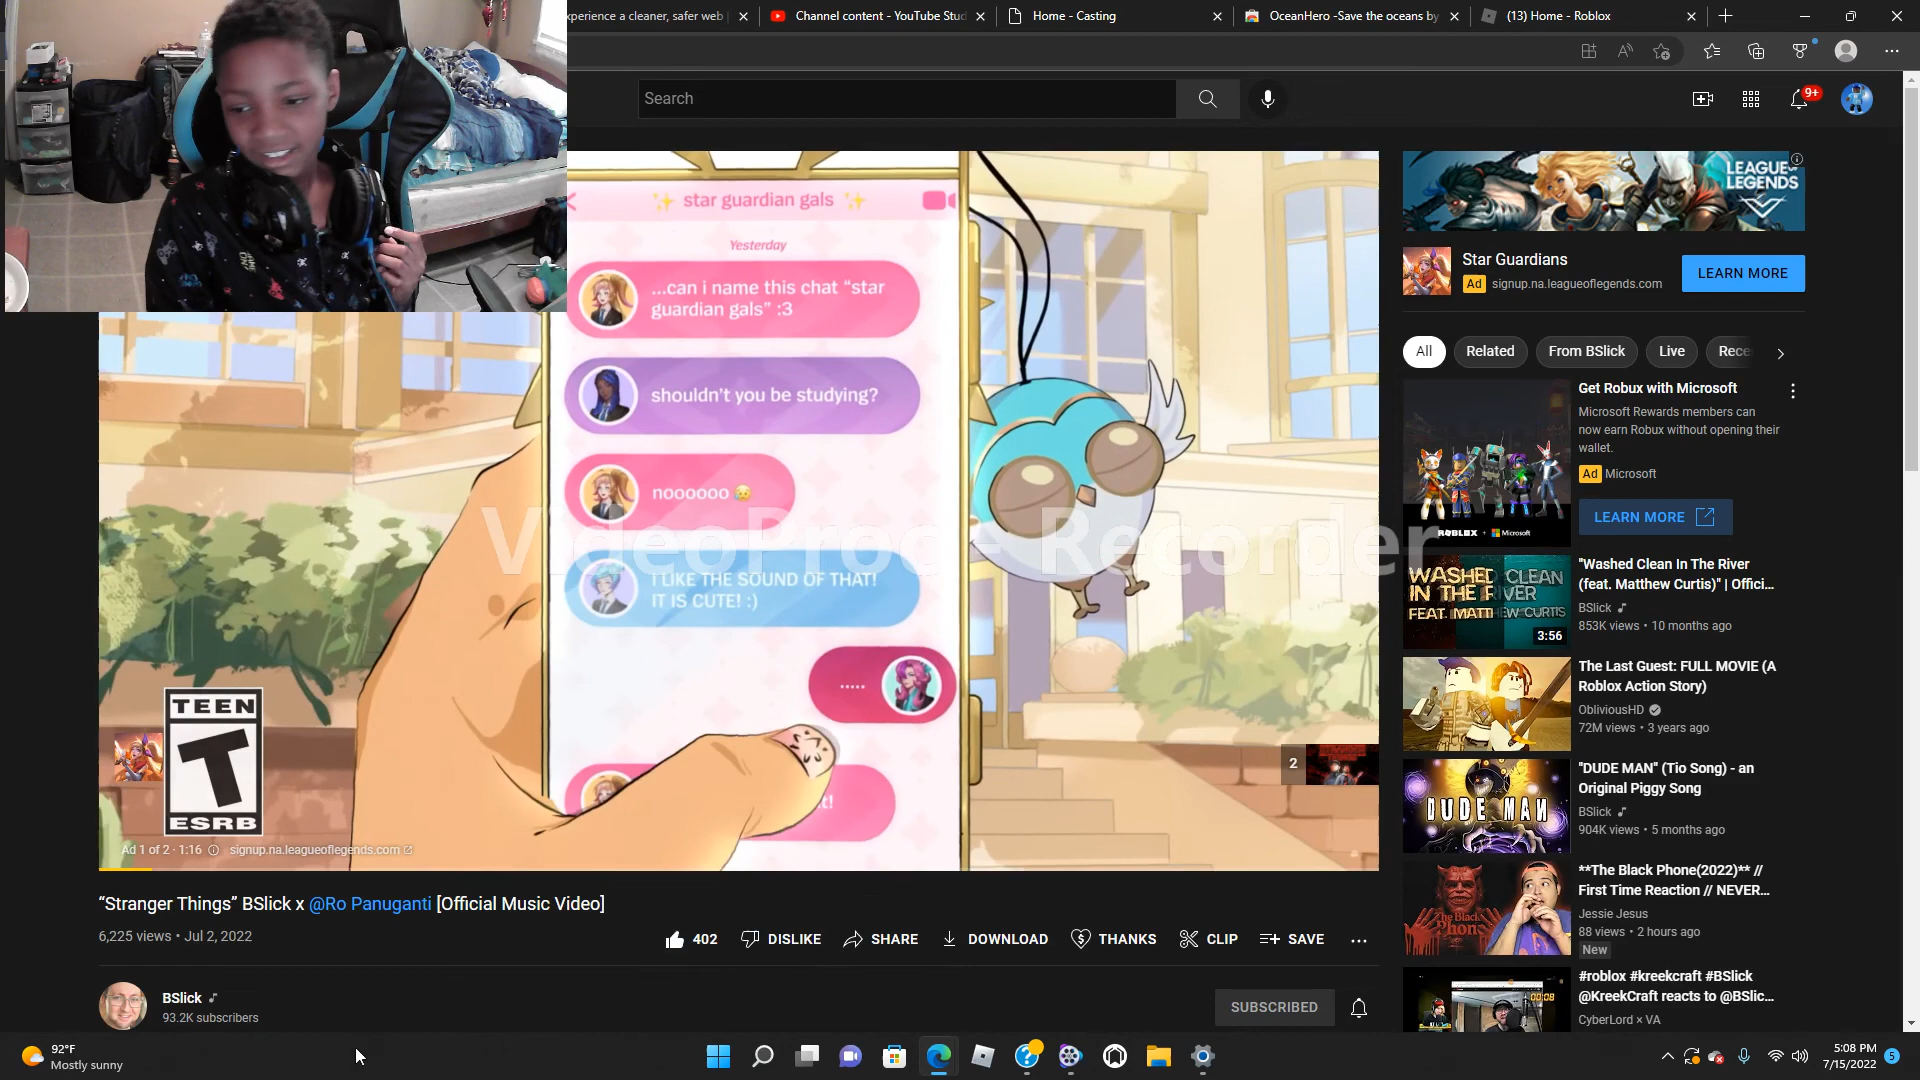 xperience a cleaner, safer web
Channel content - YouTube Stud
Home - Casting
OceanHero -Save the oceans by
(13) Home - Roblox
Search
9+
star guardian gals
Yesterday
...can i name this chat “star
guardian gals” :3
shouldn't you be studying?
noooooo
I LIKE THE SOUND OF THAT!
IT IS CUTE! :)
.....
t!
VideoProc - Recorder
TEEN
T
ESRB
Ad 1 of 2 · 1:16
signup.na.leagueoflegends.com
2
“Stranger Things” BSlick x @Ro Panuganti [Official Music Video]
6,225 views • Jul 2, 2022
402
DISLIKE
SHARE
DOWNLOAD
THANKS
CLIP
SAVE
BSlick
93.2K subscribers
SUBSCRIBED
LEAGUE OF
LEGENDS
Star Guardians
Ad signup.na.leagueoflegends.com
LEARN MORE
All
Related
From BSlick
Live
Rece
Get Robux with Microsoft
Microsoft Rewards members can
now earn Robux without opening their
wallet.
Ad Microsoft
LEARN MORE
ROBLOX + Microsoft
WASHED CLEAN
IN THE RIVER
FEAT. MATTHEW CURTIS
3:56
"Washed Clean In The River
(feat. Matthew Curtis)" | Offici...
BSlick
853K views • 10 months ago
The Last Guest: FULL MOVIE (A
Roblox Action Story)
ObliviousHD
72M views • 3 years ago
DUDE MAN
"DUDE MAN" (Tio Song) - an
Original Piggy Song
BSlick
904K views • 5 months ago
The Black
Phone
**The Black Phone(2022)** //
First Time Reaction // NEVER...
Jessie Jesus
88 views • 2 hours ago
New
00:08
#roblox #kreekcraft #BSlick
@KreekCraft reacts to @BSlic...
CyberLord × VA
92°F
Mostly sunny
5:08 PM
7/15/2022
5